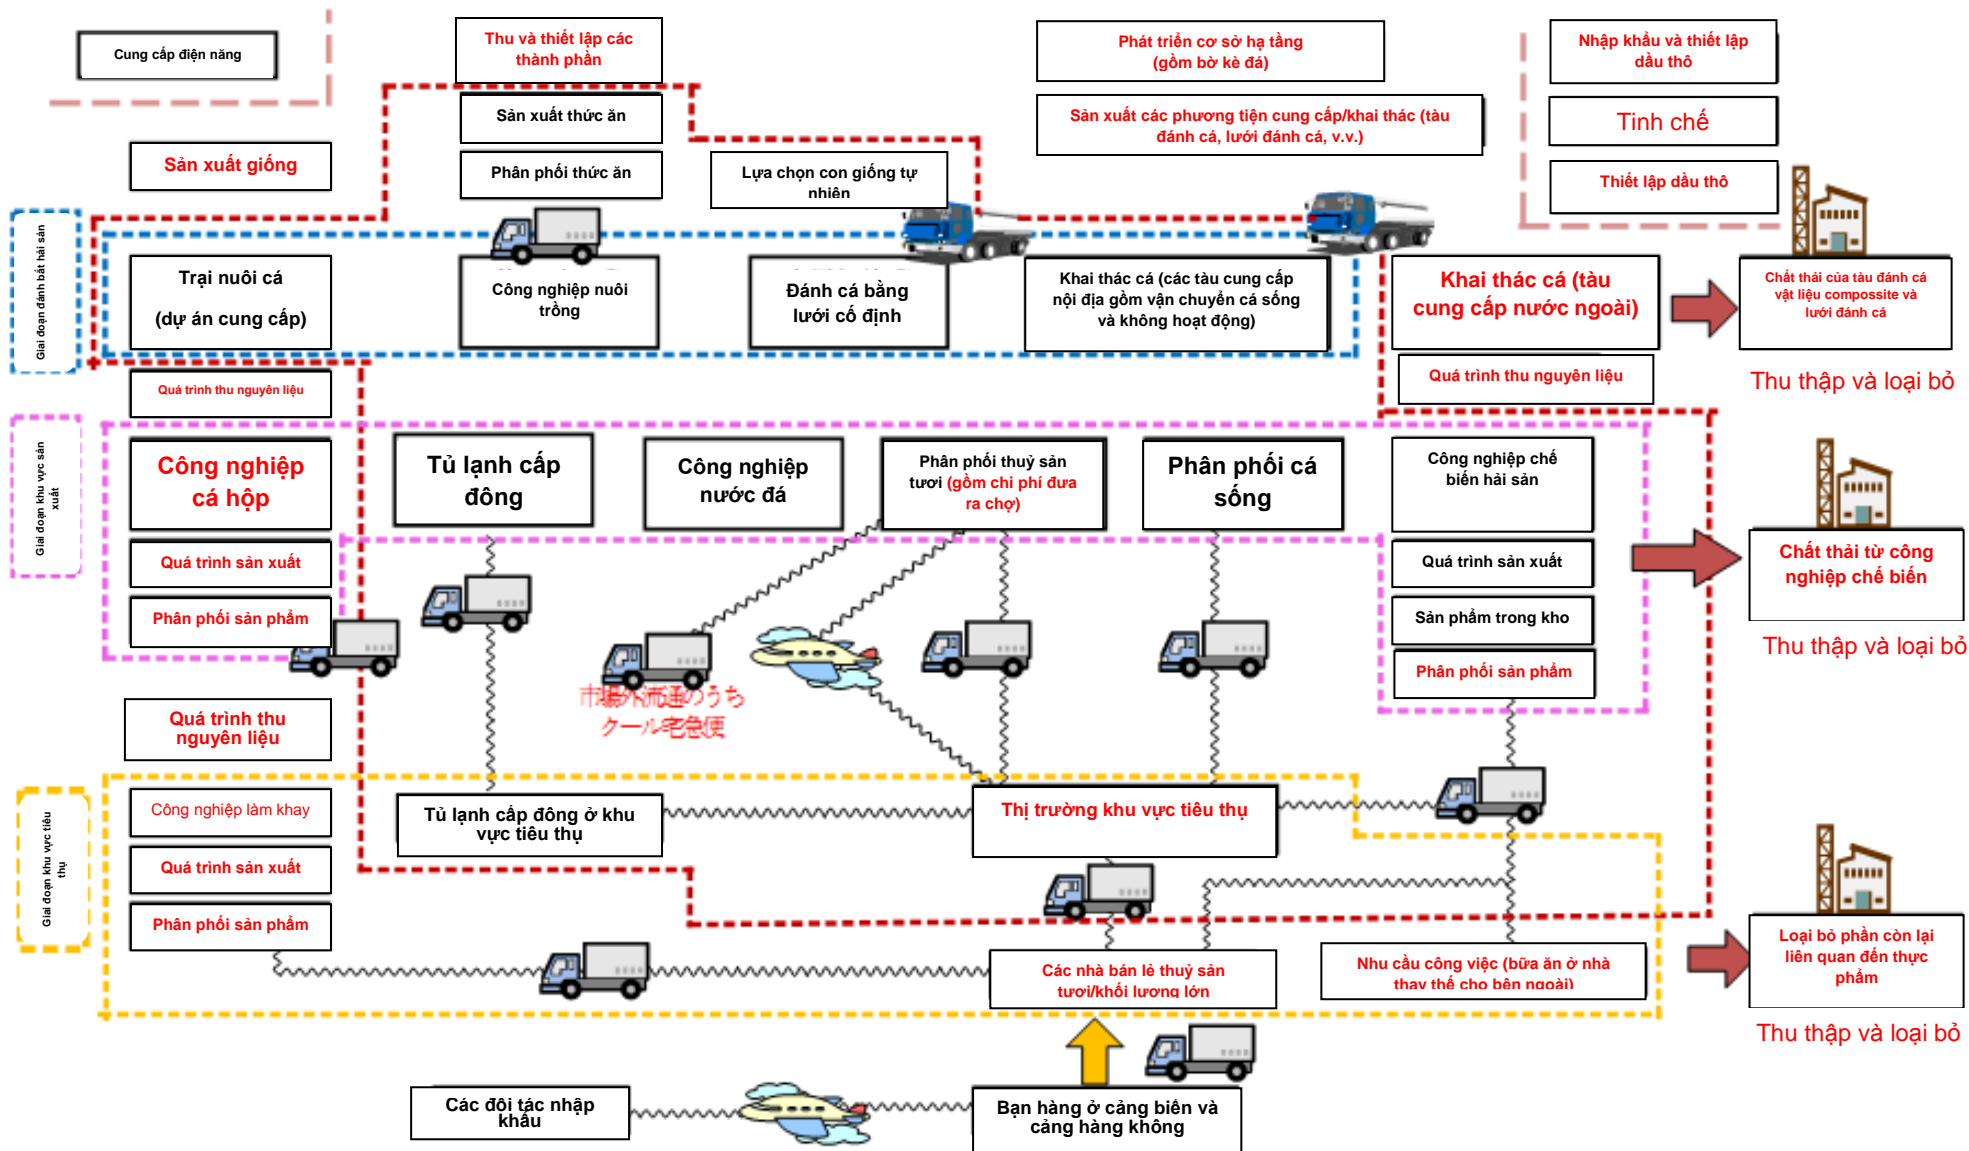 Cung cấp điện năng
Thu và thiết lập các
thành phần
Phát triển cơ sở hạ tầng
(gồm bờ kè đá)
Nhập khẩu và thiết lập
dầu thô
Sản xuất thức ăn
Sản xuất các phương tiện cung cấp/khai thác (tàu
đánh cá, lưới đánh cá, v.v.)
Tinh chế
Sản xuất giống
Phân phối thức ăn
Lựa chọn con giống tự
nhiên
Thiết lập dầu thô
Giai đoạn đánh bắt hải sản
Trại nuôi cá
(dự án cung cấp)
Công nghiệp nuôi
trồng
Đánh cá bằng
lưới cố định
Khai thác cá (các tàu cung cấp
nội địa gồm vận chuyển cá sống
và không hoạt động)
Khai thác cá (tàu
cung cấp nước ngoài)
Chất thải của tàu đánh cá
vật liệu compossite và
lưới đánh cá
Quá trình thu nguyên liệu
Quá trình thu nguyên liệu
Thu thập và loại bỏ
Giai đoạn khu vực sản
xuất
Công nghiệp
cá hộp
Tủ lạnh cấp
đông
Công nghiệp
nước đá
Phân phối thuỷ sản
tươi (gồm chi phí đưa
ra chợ)
Phân phối cá
sống
Công nghiệp chế
biến hải sản
Quá trình sản xuất
Quá trình sản xuất
Chất thải từ công
nghiệp chế biến
Phân phối sản phẩm
Sản phẩm trong kho
Thu thập và loại bỏ
Phân phối sản phẩm
市場外流通のうち
クール宅急便
Quá trình thu
nguyên liệu
Giai đoạn khu vực tiêu
thụ
Công nghiệp làm khay
Tủ lạnh cấp đông ở khu
vực tiêu thụ
Thị trường khu vực tiêu thụ
Quá trình sản xuất
Phân phối sản phẩm
Các nhà bán lẻ thuỷ sản
tươi/khối lượng lớn
Nhu cầu công việc (bữa ăn ở nhà
thay thế cho bên ngoài)
Loại bỏ phần còn lại
liên quan đến thực
phẩm
Thu thập và loại bỏ
Các đối tác nhập
khẩu
Bạn hàng ở cảng biển và
cảng hàng không